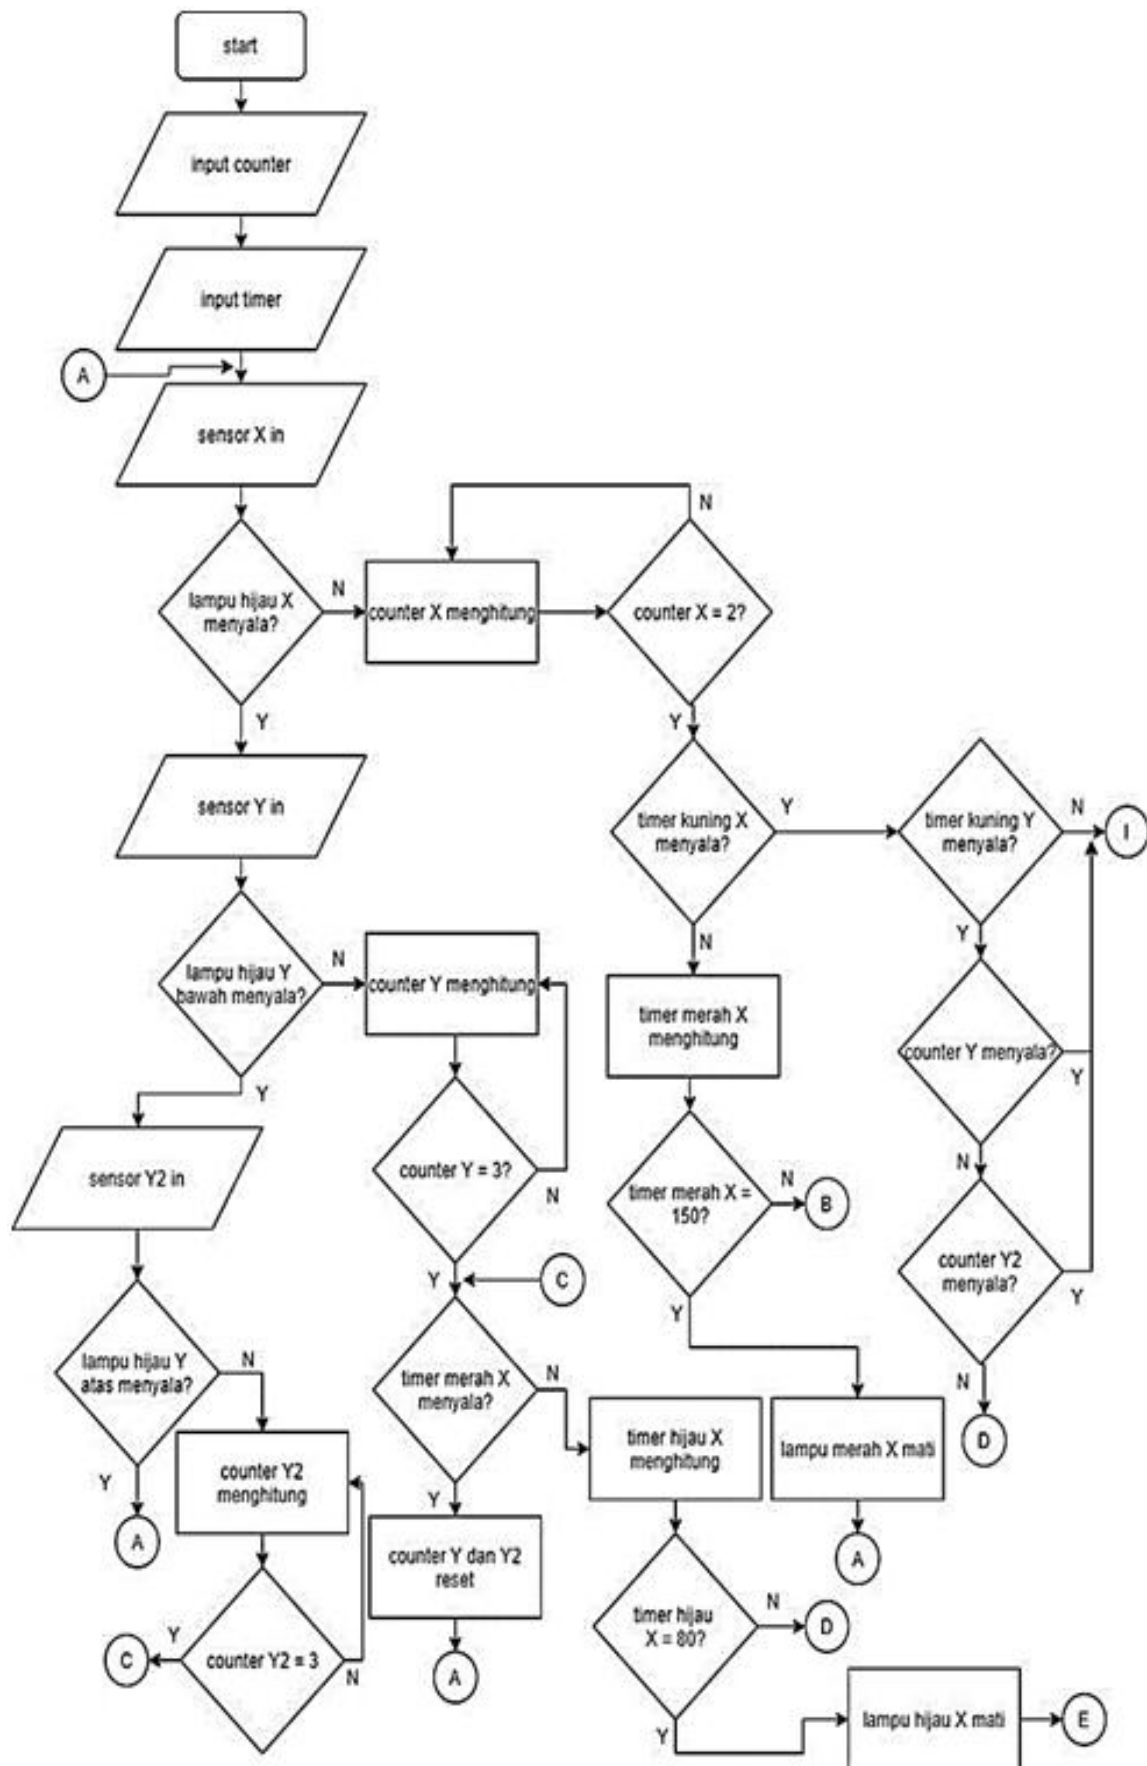 start
input counter
input timer
A
sensor X in
N
lampu hijau X
menyala?
N
counter X menghitung
counter X = 2?
Y
Y
sensor Y in
timer kuning X
menyala?
Y
timer kuning Y
menyala?
N
I
N
Y
lampu hijau Y
bawah menyala?
N
counter Y menghitung
timer merah X
menghitung
counter Y menyala?
Y
Y
N
sensor Y2 in
counter Y = 3?
N
timer merah X =
150?
N
B
counter Y2
menyala?
Y
Y
C
Y
N
D
lampu hijau Y
atas menyala?
N
timer merah X
menyala?
N
timer hijau X
menghitung
lampu merah X mati
Y
A
counter Y2
menghitung
Y
counter Y dan Y2
reset
A
timer hijau
X = 80?
N
D
C
Y
counter Y2 = 3
N
A
Y
lampu hijau X mati
E